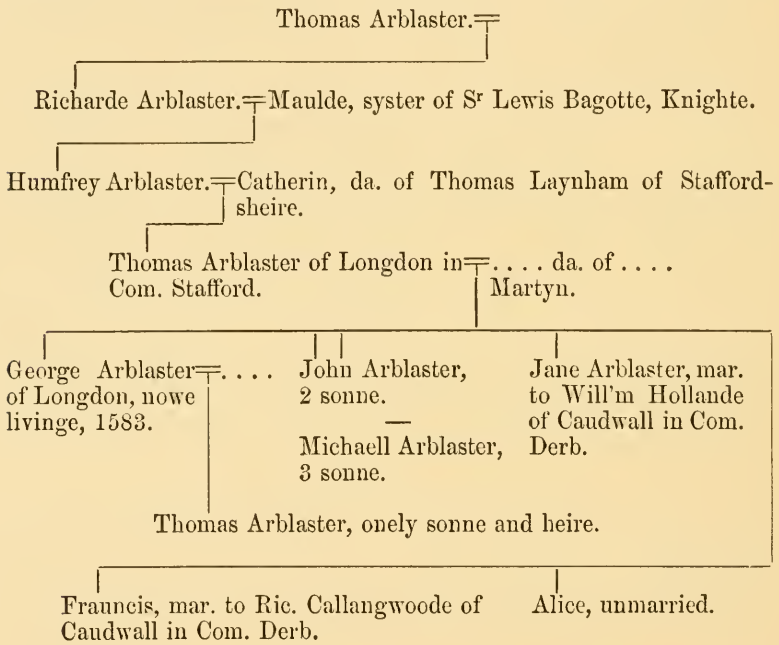 Thomas Arblaster.
Richarde Arblaster. Maulde, syster of Sr Lewis Bagotte, Knighte.
Humfrey Arblaster. Catherin, da. of Thomas Laynham of Stafford-
sheire.
Thomas Arblaster of Longdon in . . . . da. of . . . .
Com. Stafford. Martyn.
George Arblaster . . . .
of Longdon, nowe
livinge, 1583.
John Arblaster,
2 sonne.
—
Michaell Arblaster,
3 sonne.
Jane Arblaster, mar.
to Will'm Hollande
of Caudwall in Com.
Derb.
Thomas Arblaster, onely sonne and heire.
Frauncis, mar. to Ric. Callangwoode of
Caudwall in Com. Derb.
Alice, unmarried.